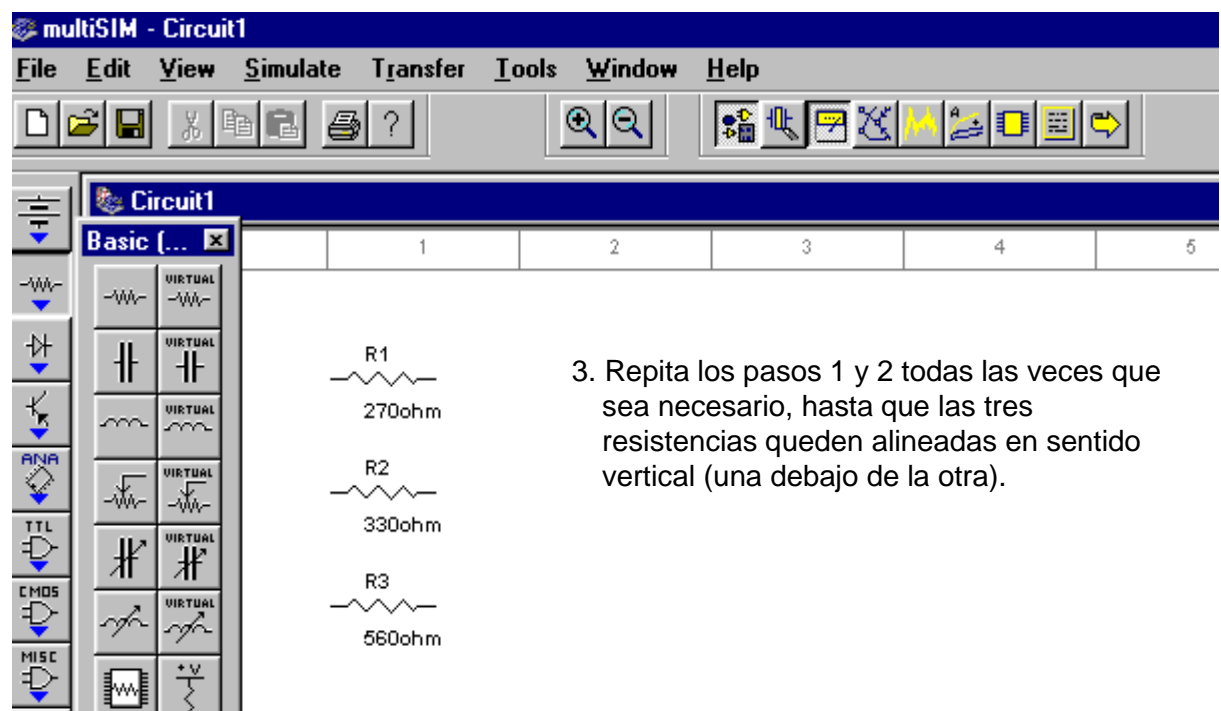 multiSIM - Circuit1
File Edit View Simulate Transfer Tools Window Help
?
Circuit1
Basic (...
1 2 3 4 5
VIRTUAL
VIRTUAL
VIRTUAL
VIRTUAL
VIRTUAL
VIRTUAL
+V
ANA
TTL
CMOS
MISC
R1
270ohm
R2
330ohm
R3
560ohm
3. Repita los pasos 1 y 2 todas las veces que
sea necesario, hasta que las tres
resistencias queden alineadas en sentido
vertical (una debajo de la otra).